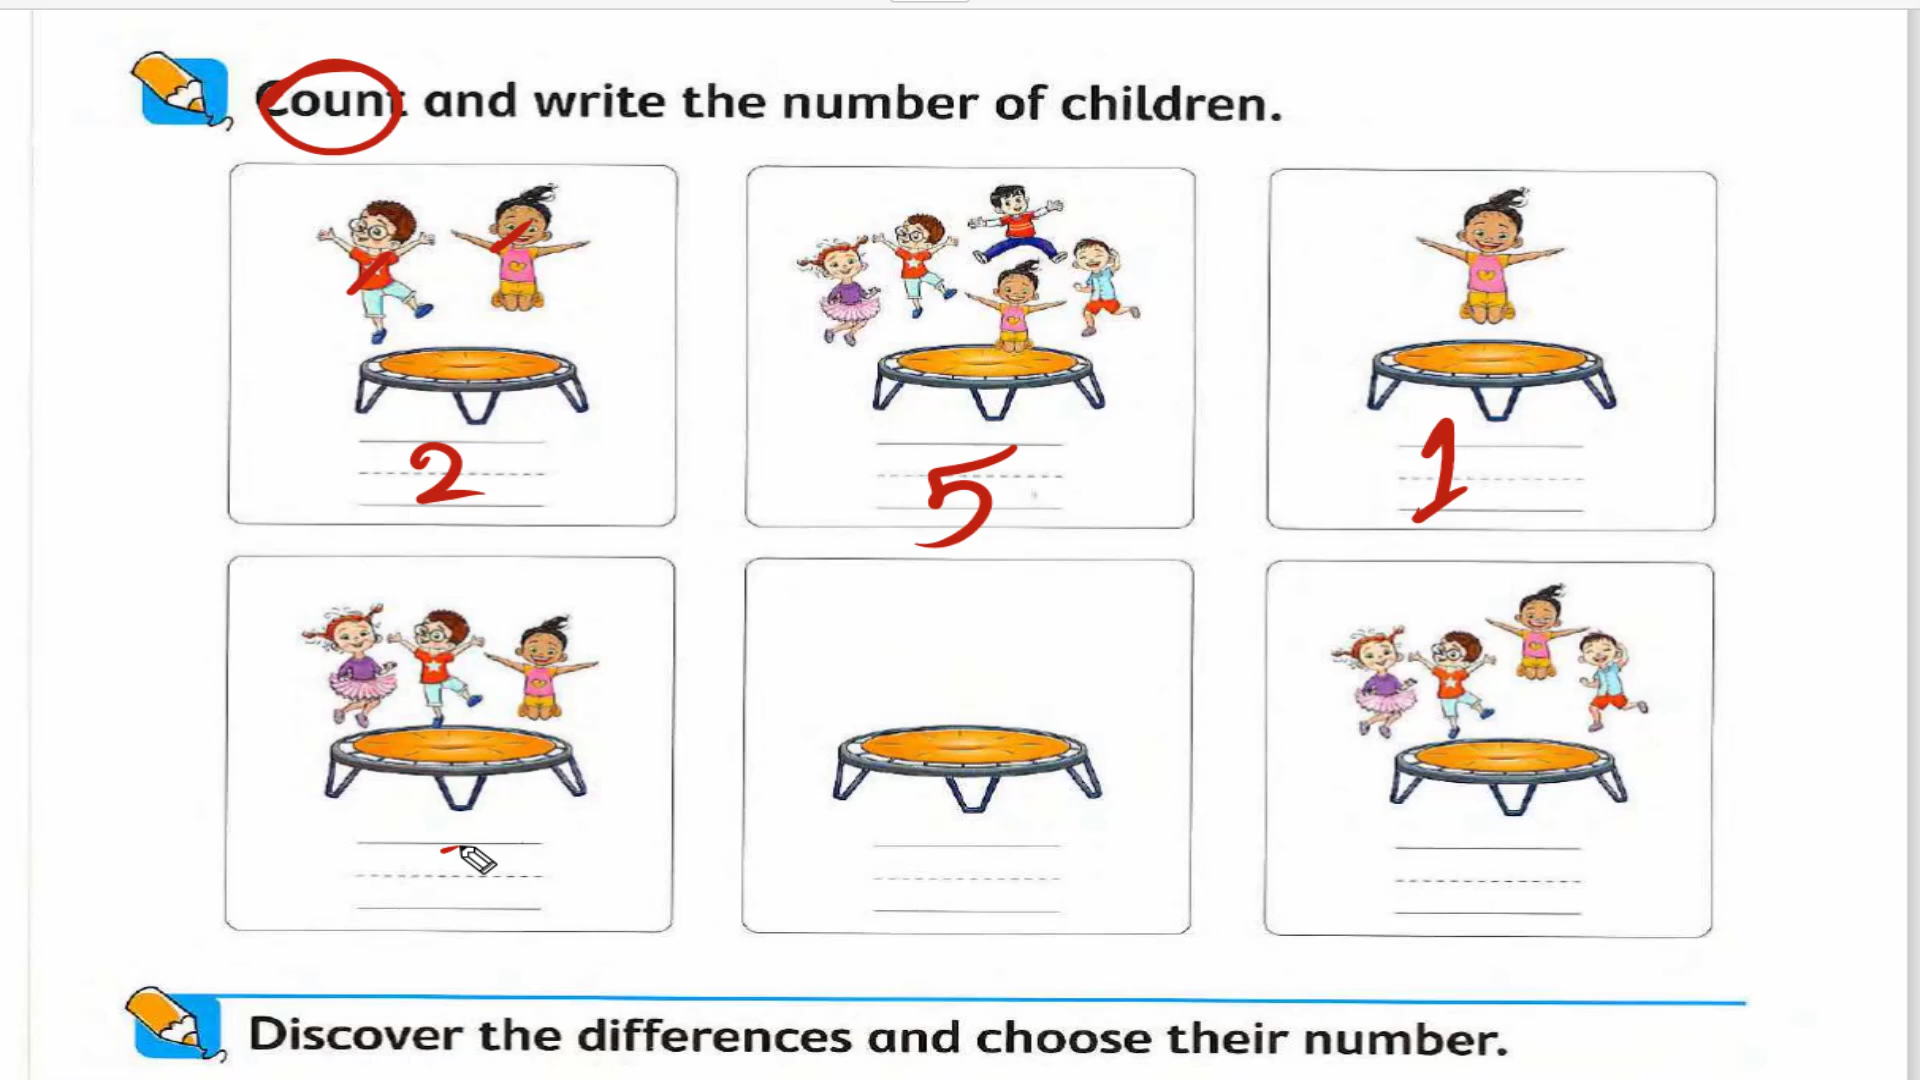 Count and write the number of children.
2 5 1
Discover the differences and choose their number.